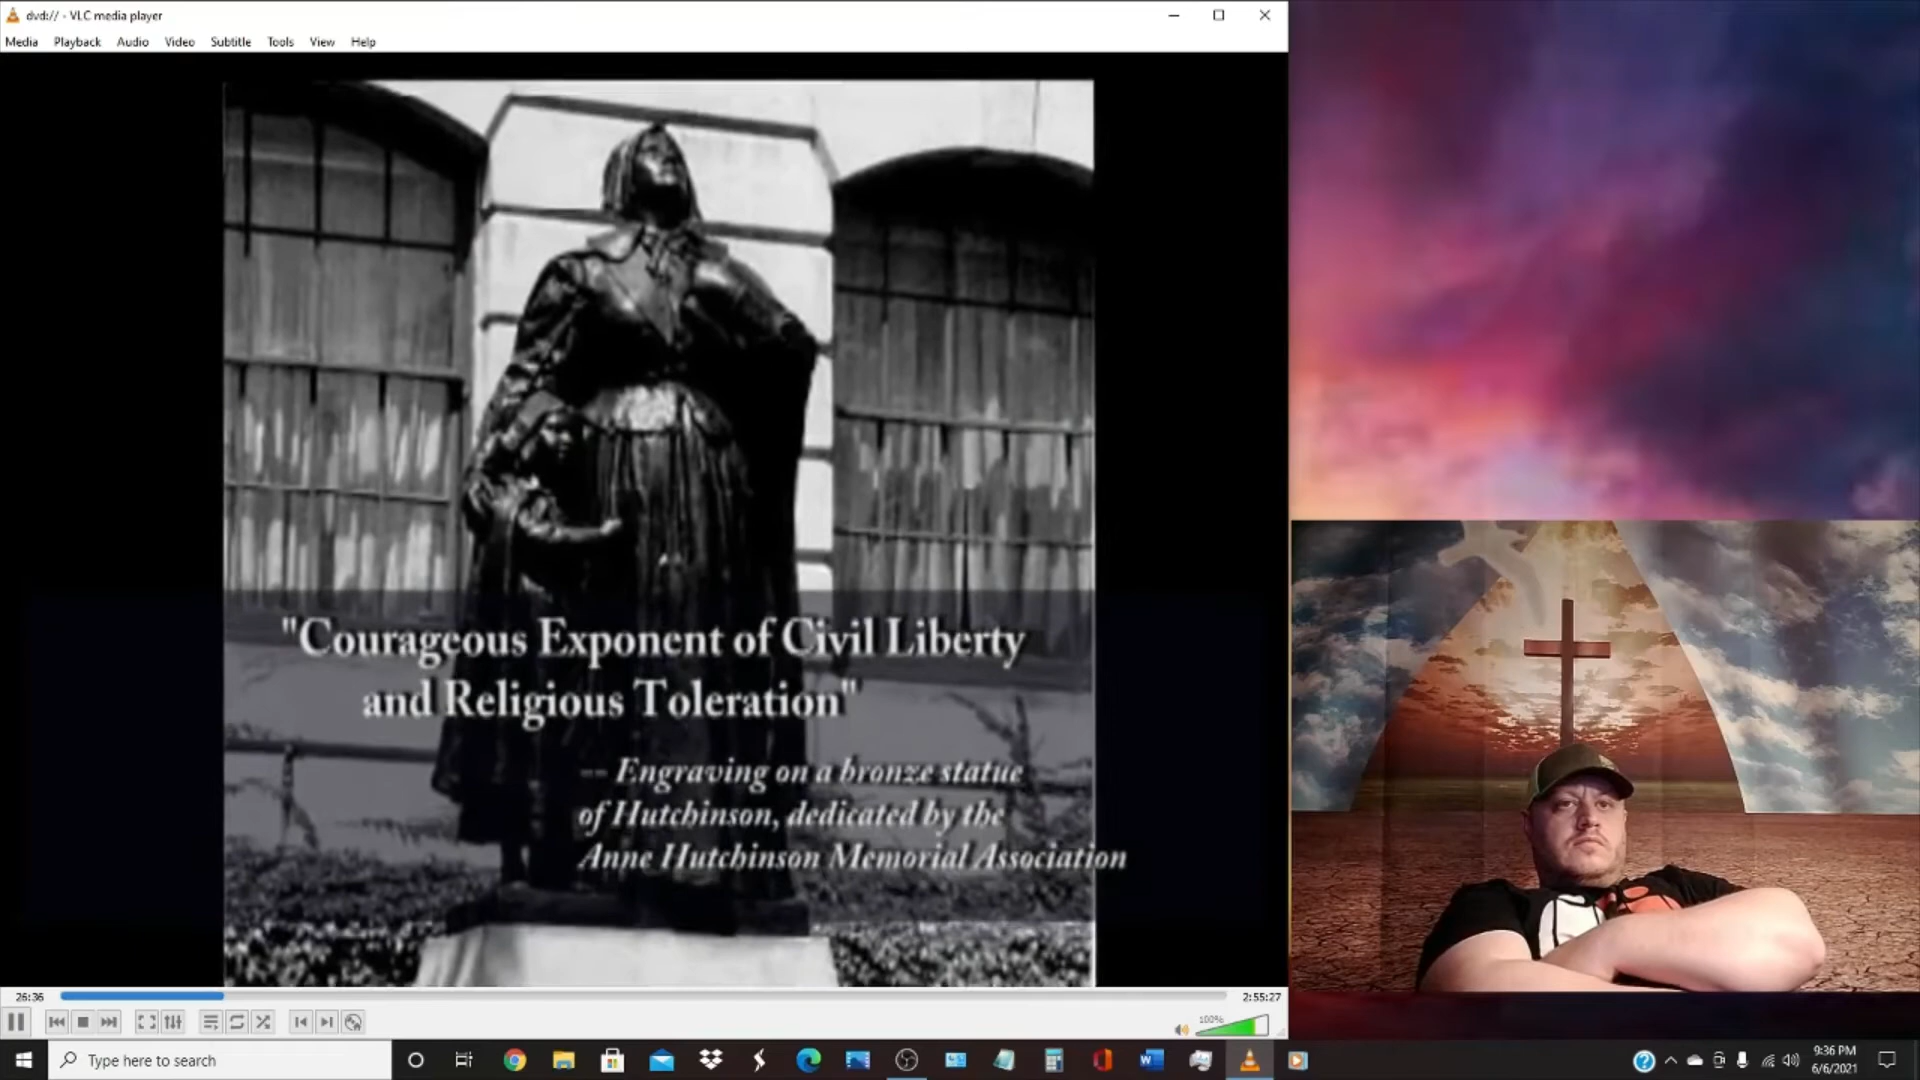 dvd:// - VLC media player
Media Playback Audio Video Subtitle Tools View Help
"Courageous Exponent of Civil Liberty
and Religious Toleration"
-- Engraving on a bronze statue
of Hutchinson, dedicated by the
Anne Hutchinson Memorial Association
26:36
2:55:27
100%
Type here to search
9:36 PM
6/6/2021